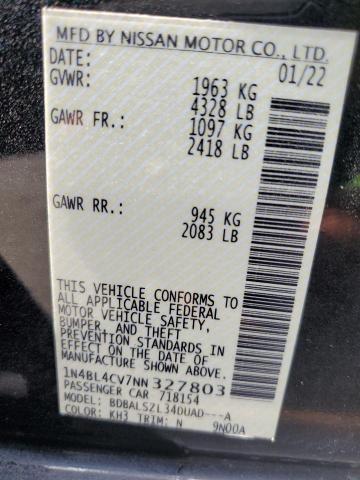 MFD BY NISSAN MOTOR CO., LTD.
DATE: 01/22
GVWR: 1963 KG
4328 LB
GAWR FR.: 1097 KG
2418 LB
GAWR RR.: 945 KG
2083 LB
THIS VEHICLE CONFORMS TO
ALL APPLICABLE FEDERAL
MOTOR VEHICLE SAFETY,
BUMPER, AND THEFT
PREVENTION STANDARDS IN
EFFECT ON THE DATE OF
MANUFACTURE SHOWN ABOVE.
1N4BL4CV7NN327803
PASSENGER CAR 718154
BDBALSZL34DUAD---A
COLOR: KH3 TRIM: N 9N00A